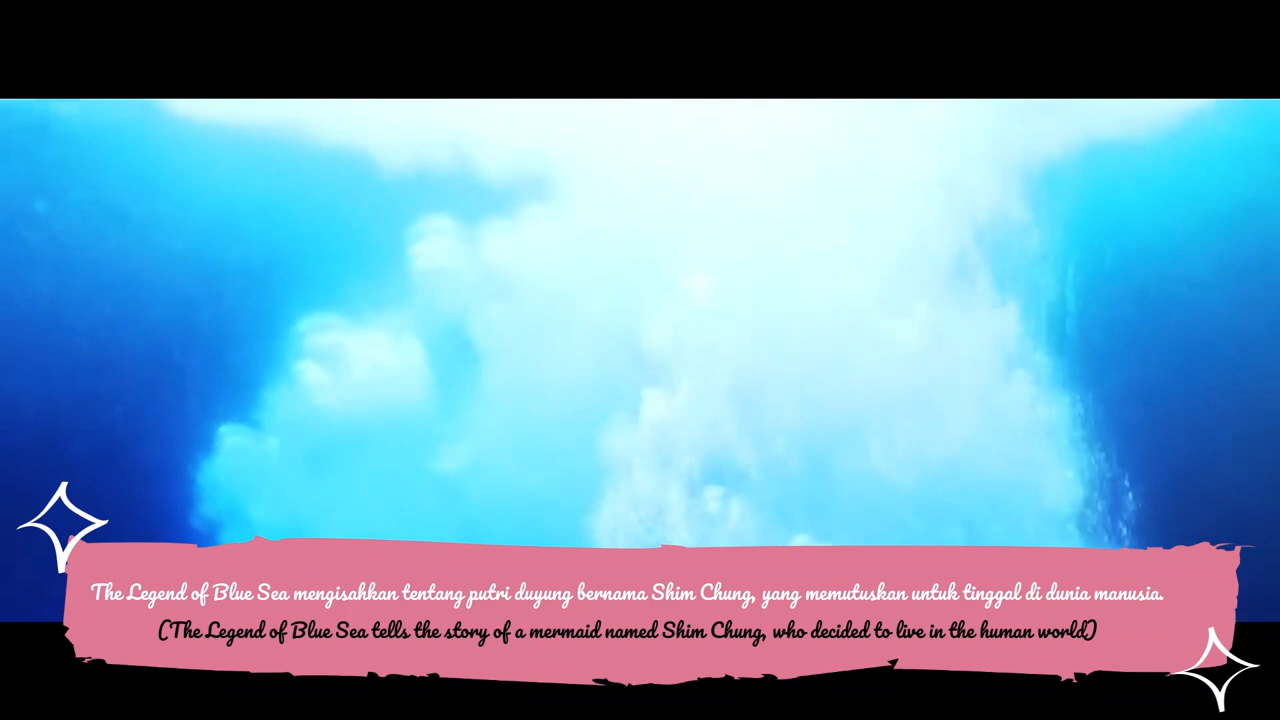 The Legend of Blue Sea mengisahkan tentang putri duyung bernama Shim Chung, yang memutuskan untuk tinggal di dunia manusia.
(The Legend of Blue Sea tells the story of a mermaid named Shim Chung, who decided to live in the human world)